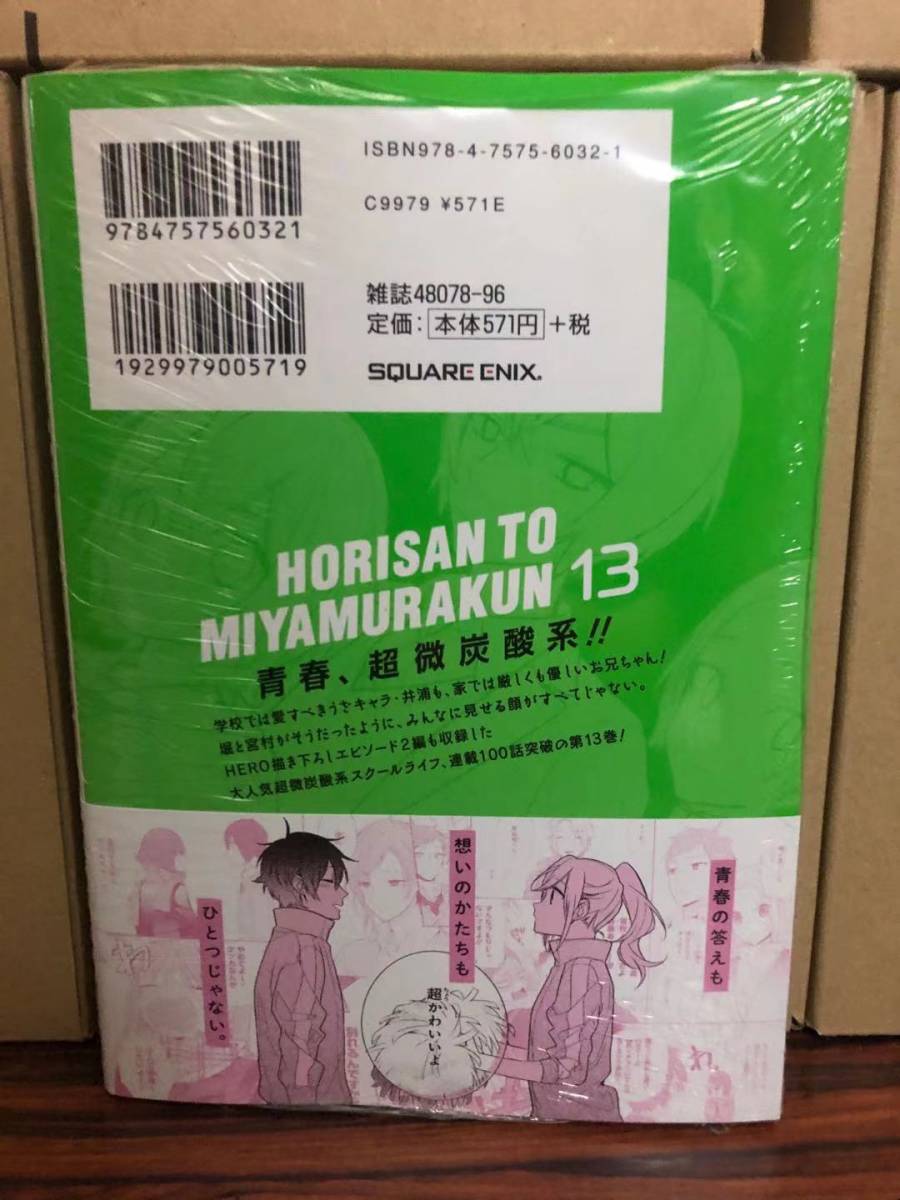 ISBN978-4-7575-6032-1
C9979 ¥571E
9784757560321
雑誌48078-96
定価：本体571円+税
1929979005719
SQUARE ENIX.
HORISAN TO
MIYAMURAKUN 13
青春、超微炭酸系!!
学校では愛すべきうざキャラ・井浦も、家では厳しくも優しいお兄ちゃん!
堀と宮村がそうだったように、みんなに見せる顔がすべてじゃない。
HERO描き下ろしエピソード2編も収録した
大人気超微炭酸系スクールライフ、連載100話突破の第13巻!
青春の答えも
想いのかたちも
ひとつじゃない。
超かわいいよ